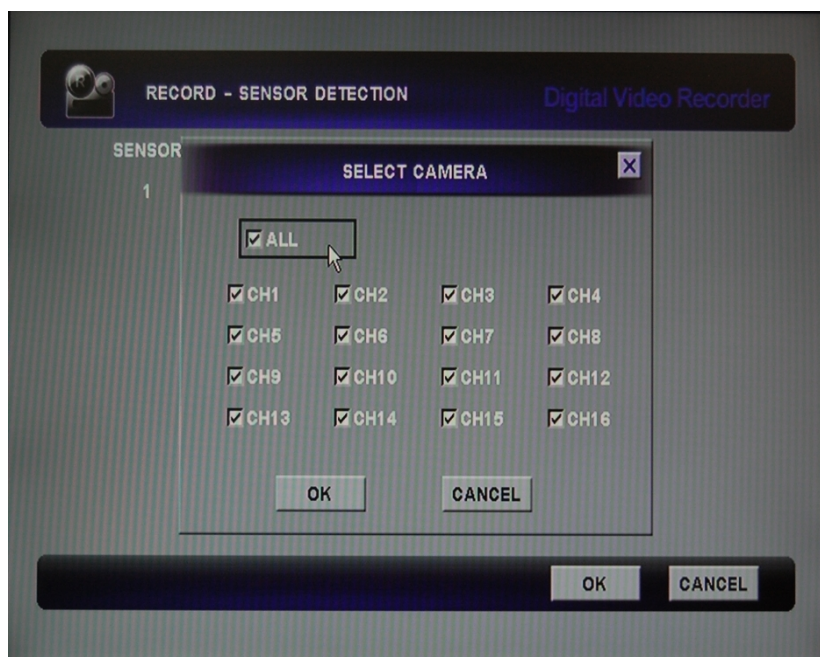 RECORD - SENSOR DETECTION
Digital Video Recorder
SENSOR
1
SELECT CAMERA
X
ALL
CH1 CH2 CH3 CH4
CH5 CH6 CH7 CH8
CH9 CH10 CH11 CH12
CH13 CH14 CH15 CH16
OK CANCEL
OK CANCEL